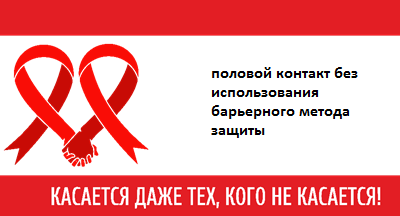 половой контакт без
использования
барьерного метода
защиты
КАСАЕТСЯ ДАЖЕ ТЕХ, КОГО НЕ КАСАЕТСЯ!